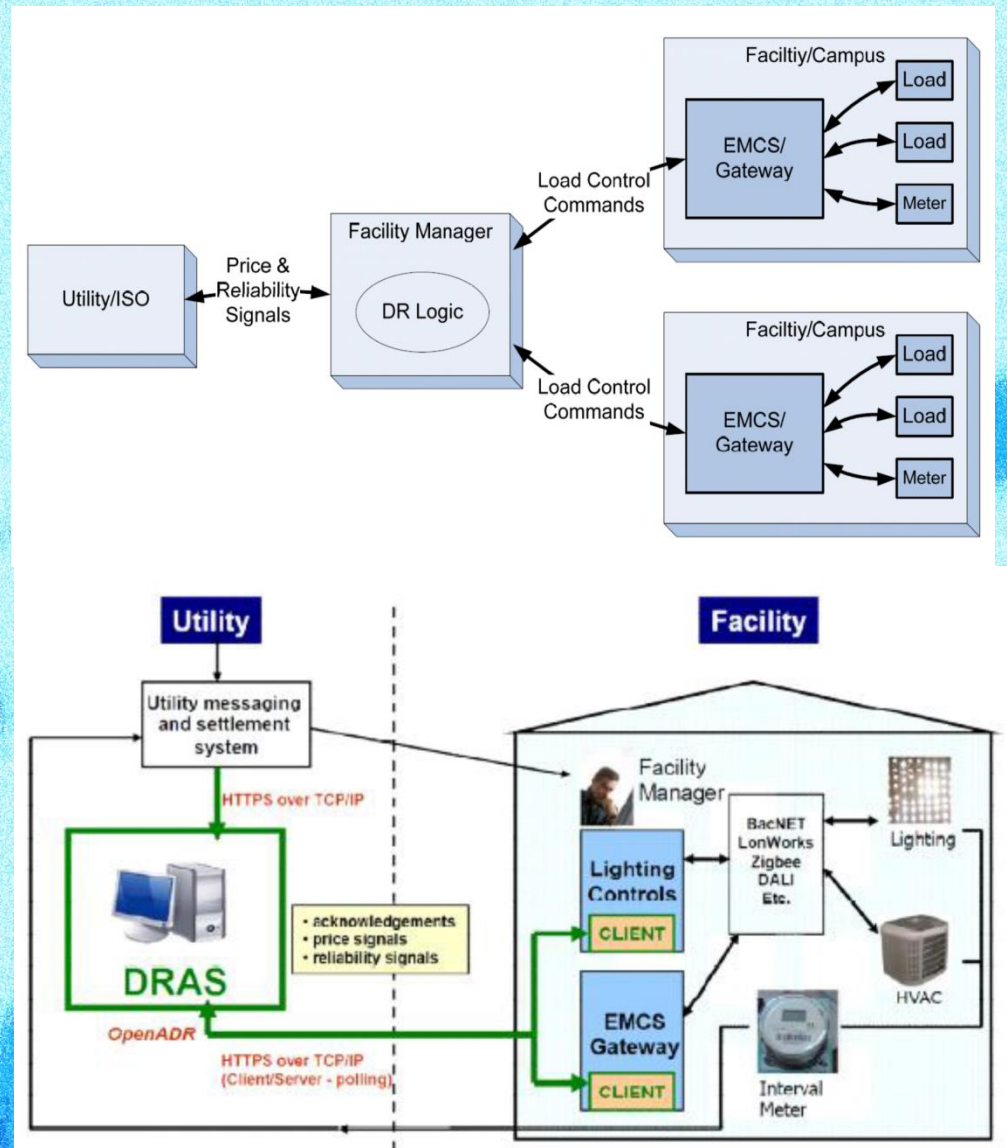 Faciltiy/Campus
Load
EMCS/
Gateway
Load
Meter
Load Control
Commands
Facility Manager
DR Logic
Price &
Reliability
Signals
Utility/ISO
Load Control
Commands
Faciltiy/Campus
Load
EMCS/
Gateway
Load
Meter
Utility
Facility
Utility messaging
and settlement
system
HTTPS over TCP/IP
DRAS
• acknowledgements
• price signals
• reliability signals
OpenADR
HTTPS over TCP/IP
(Client/Server - polling)
Facility
Manager
Lighting
Controls
CLIENT
EMCS
Gateway
CLIENT
BacNET
LonWorks
Zigbee
DALI
Etc.
Lighting
HVAC
Interval
Meter